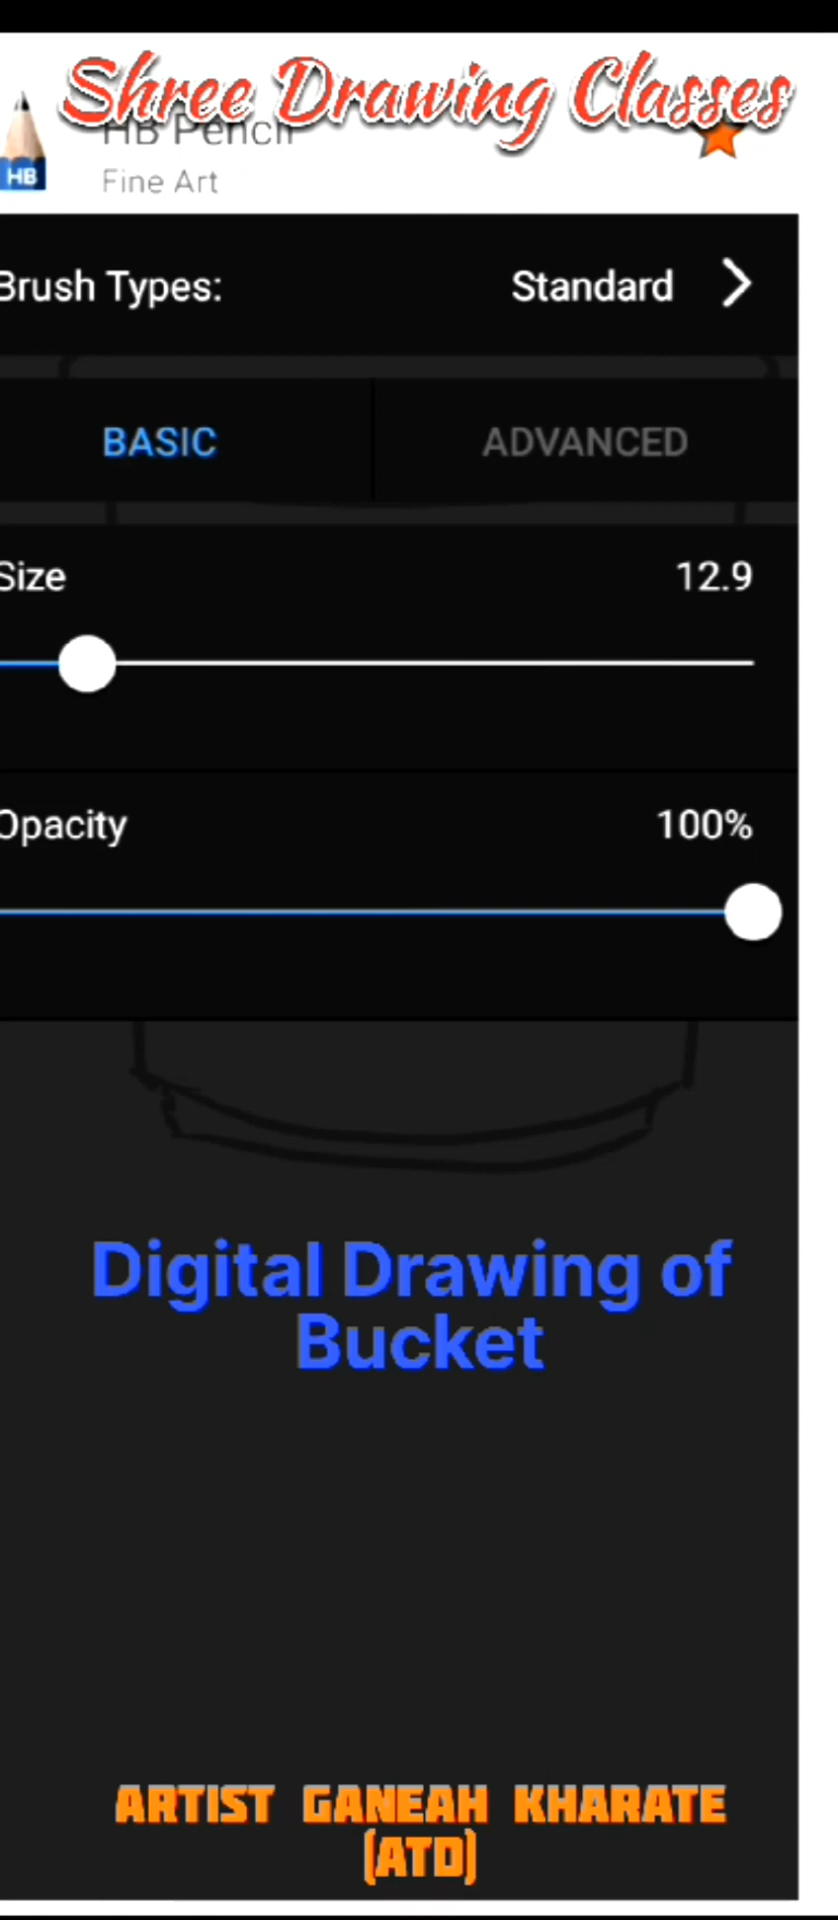 Shree Drawing Classes
HB Pencil
HB
Fine Art
Brush Types: Standard
BASIC ADVANCED
Size 12.9
Opacity 100%
Digital Drawing of
Bucket
ARTIST GANEAH KHARATE
(ATD)